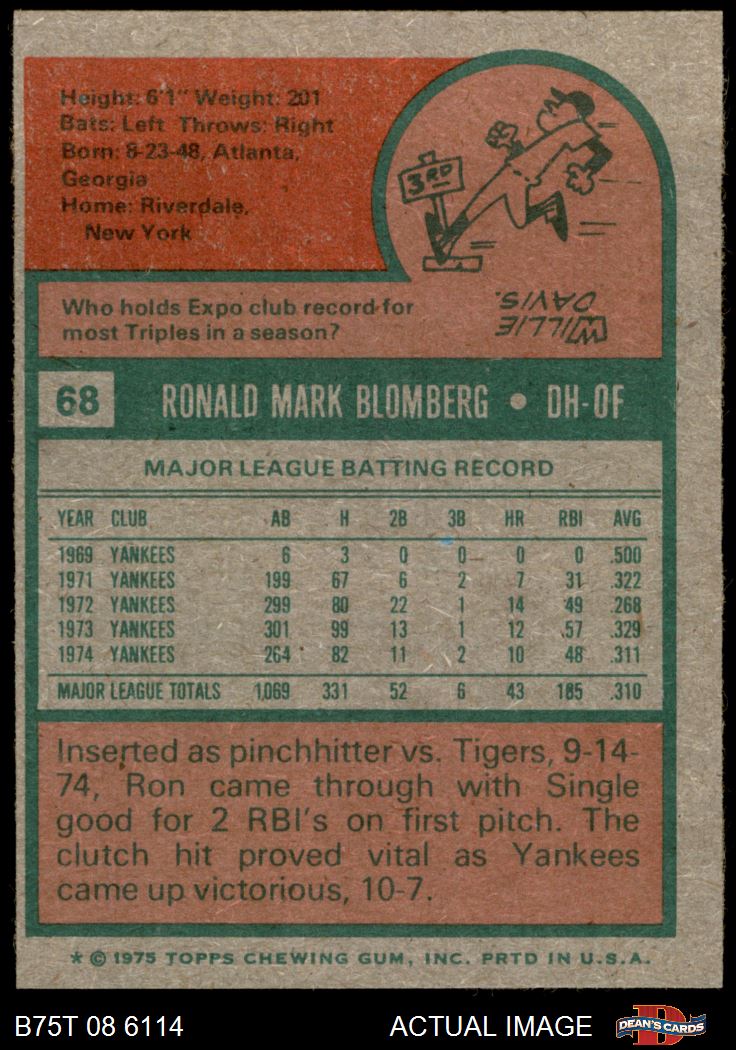 Height: 6'1" Weight: 201
Bats: Left Throws: Right
Born: 8-23-48, Atlanta,
Georgia
Home: Riverdale,
New York
3RD
Who holds Expo club record for
most Triples in a season?
WILLIE
DAVIS.
68 RONALD MARK BLOMBERG • DH-OF
MAJOR LEAGUE BATTING RECORD
YEAR CLUB AB H 2B 3B HR RBI AVG
1969 YANKEES 6 3 0 0 0 0 .500
1971 YANKEES 199 67 6 2 7 31 .322
1972 YANKEES 299 80 22 1 14 49 .268
1973 YANKEES 301 99 13 1 12 57 .329
1974 YANKEES 264 82 11 2 10 48 .311
MAJOR LEAGUE TOTALS 1,069 331 52 6 43 185 .310
Inserted as pinchhitter vs. Tigers, 9-14-
74, Ron came through with Single
good for 2 RBI's on first pitch. The
clutch hit proved vital as Yankees
came up victorious, 10-7.
* © 1975 TOPPS CHEWING GUM, INC. PRTD IN U.S.A.
B75T 08 6114 ACTUAL IMAGE D DEAN'S CARDS